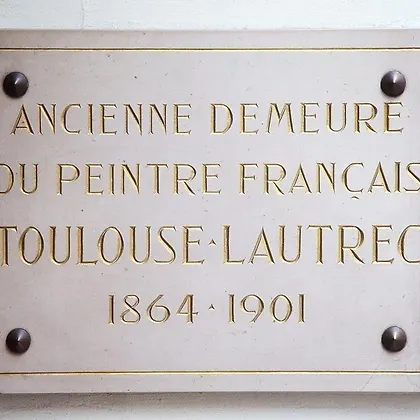 ANCIENNE DEMEURE
DU PEINTRE FRANÇAIS
TOULOUSE·LAUTREC
1864·1901